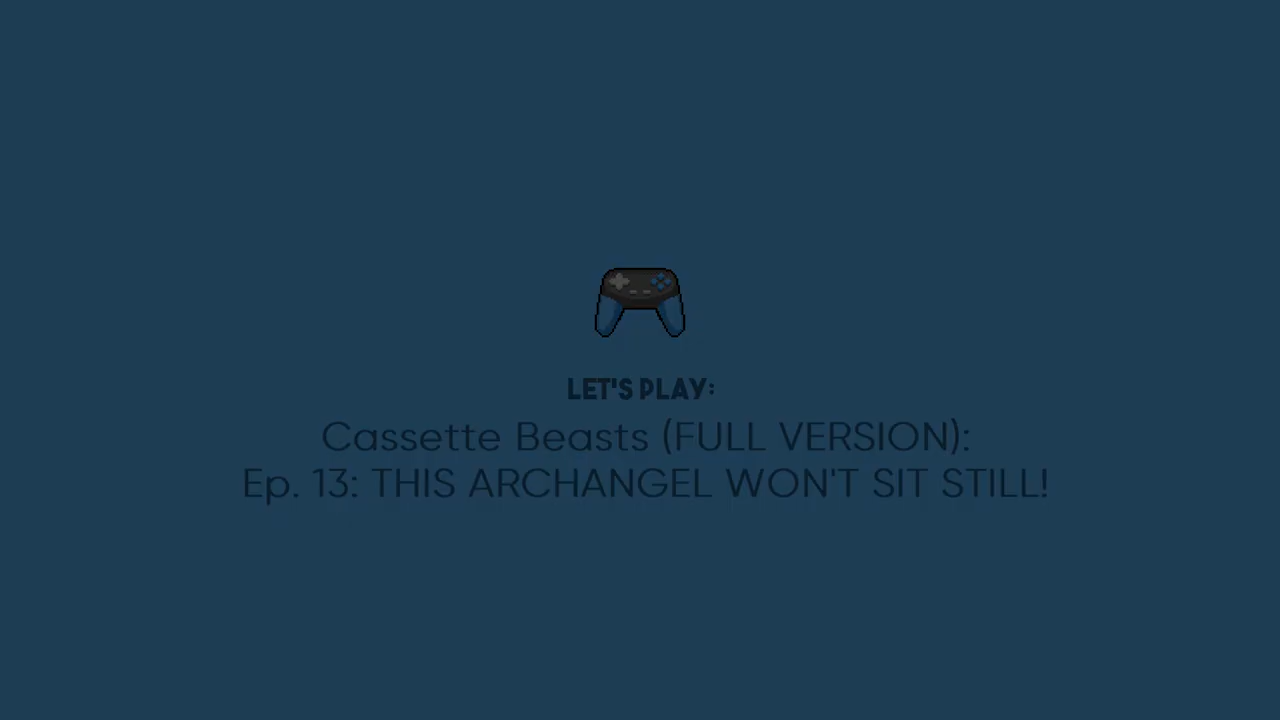 LET'S PLAY:
Cassette Beasts (FULL VERSION):
Ep. 13: THIS ARCHANGEL WON'T SIT STILL!